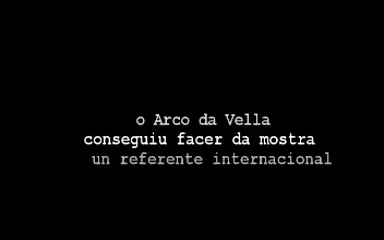 o Arco da Vella
conseguiu facer da mostra
un referente internacional